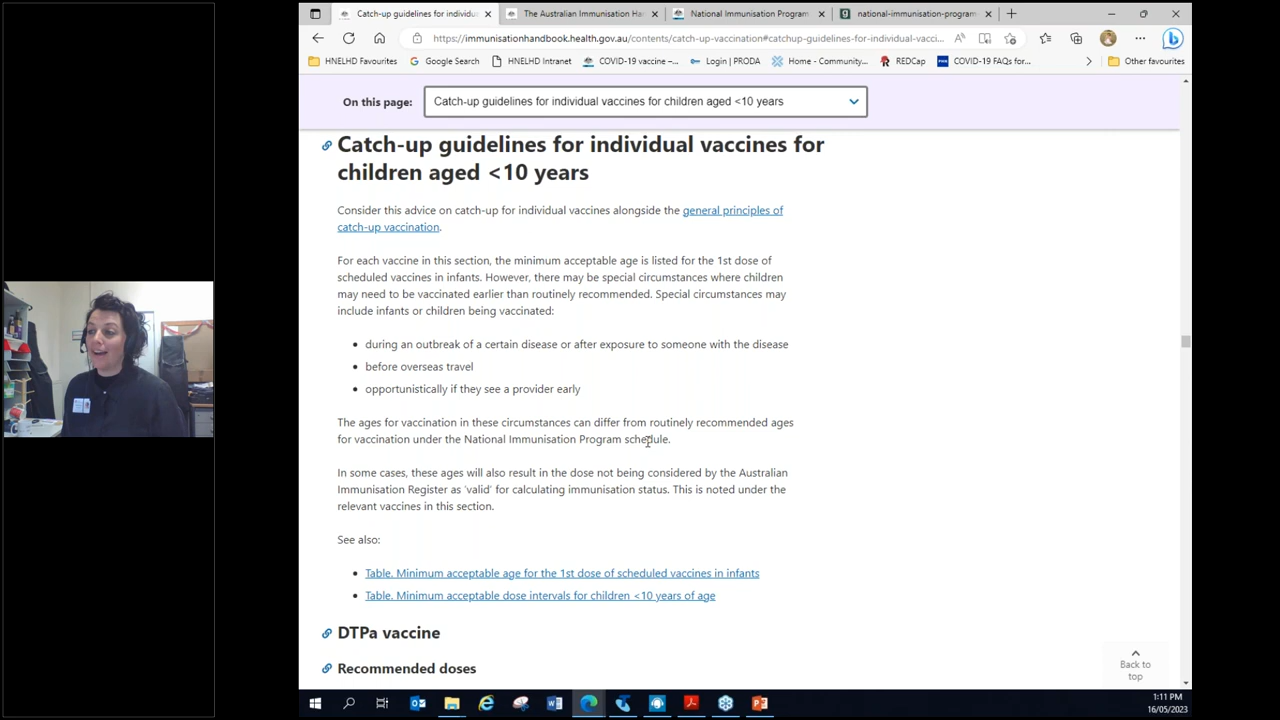 Catch-up guidelines for individua
The Australian Immunisation Ha
National Immunisation Program
national-immunisation-program
https://immunisationhandbook.health.gov.au/contents/catch-up-vaccination#catchup-guidelines-for-individual-vacci...
HNELHD Favourites
Google Search
HNELHD Intranet
COVID-19 vaccine –...
Login | PRODA
Home - Community...
REDCap
COVID-19 FAQs for...
Other favourites
On this page:
Catch-up guidelines for individual vaccines for children aged <10 years
Catch-up guidelines for individual vaccines for
children aged <10 years
Consider this advice on catch-up for individual vaccines alongside the general principles of
catch-up vaccination.
For each vaccine in this section, the minimum acceptable age is listed for the 1st dose of
scheduled vaccines in infants. However, there may be special circumstances where children
may need to be vaccinated earlier than routinely recommended. Special circumstances may
include infants or children being vaccinated:
• during an outbreak of a certain disease or after exposure to someone with the disease
• before overseas travel
• opportunistically if they see a provider early
The ages for vaccination in these circumstances can differ from routinely recommended ages
for vaccination under the National Immunisation Program schedule.
In some cases, these ages will also result in the dose not being considered by the Australian
Immunisation Register as 'valid' for calculating immunisation status. This is noted under the
relevant vaccines in this section.
See also:
• Table. Minimum acceptable age for the 1st dose of scheduled vaccines in infants
• Table. Minimum acceptable dose intervals for children <10 years of age
DTPa vaccine
Recommended doses
Back to
top
1:11 PM
16/05/2023